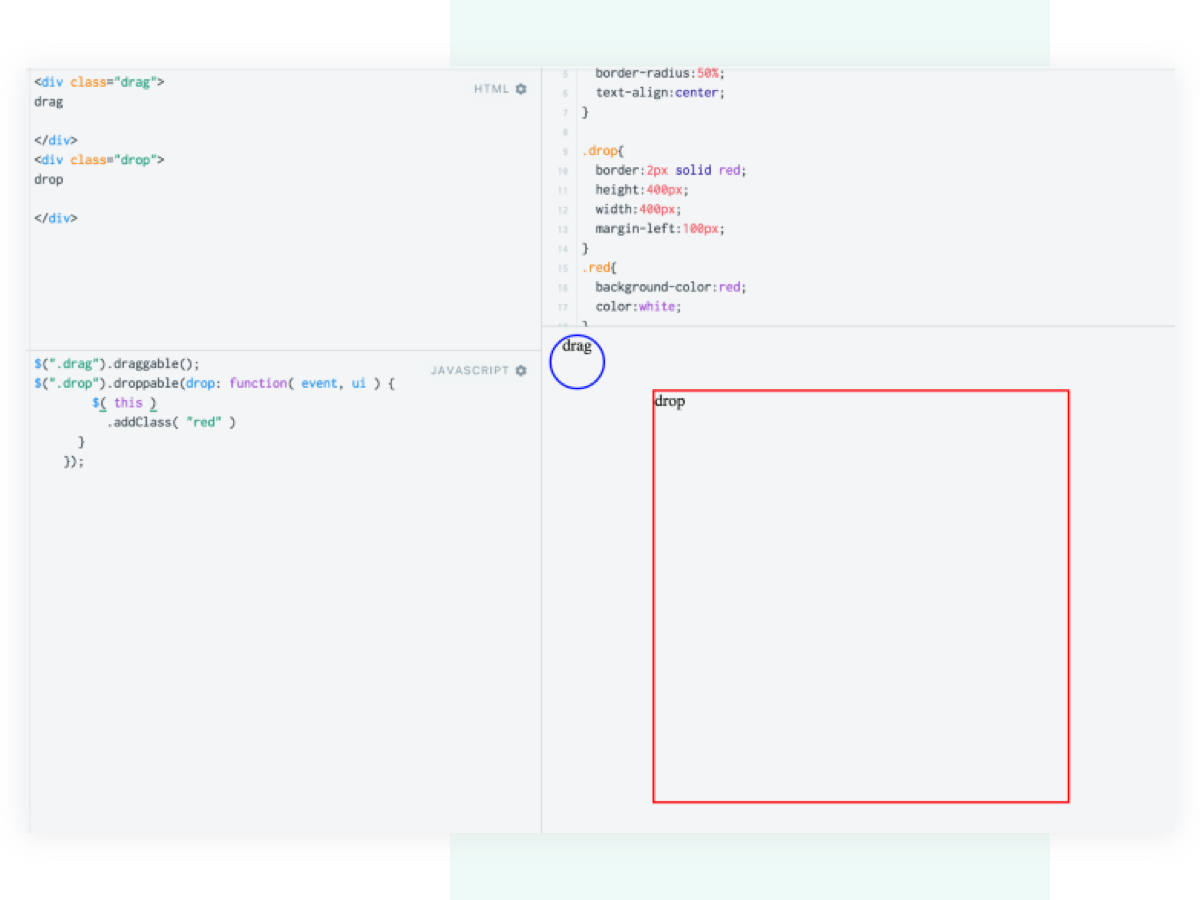 <div class="drag">
drag
</div>
<div class="drop">
drop
</div>
HTML
5 border-radius:50%;
6 text-align:center;
7 }
8
9 .drop{
10 border:2px solid red;
11 height:400px;
12 width:400px;
13 margin-left:100px;
14 }
15 .red{
16 background-color:red;
17 color:white;
18 }
$(".drag").draggable();
$(".drop").droppable(drop: function( event, ui ) {
$( this )
.addClass( "red" )
}
});
JAVASCRIPT
drag
drop